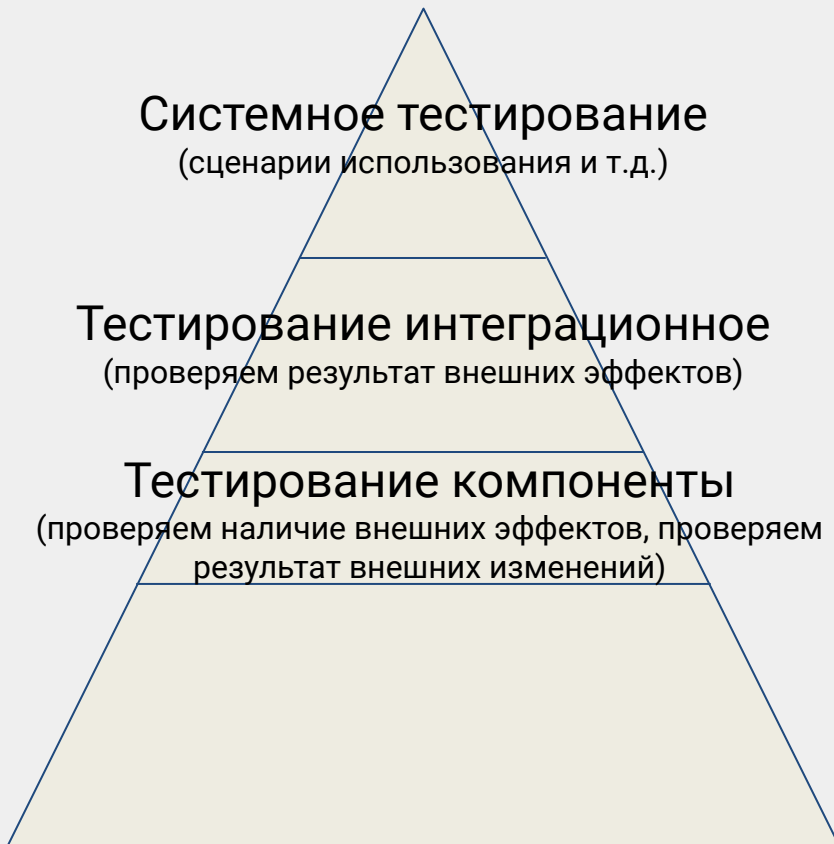 Системное тестирование
(сценарии использования и т.д.)
Тестирование интеграционное
(проверяем результат внешних эффектов)
Тестирование компоненты
(проверяем наличие внешних эффектов, проверяем
результат внешних изменений)